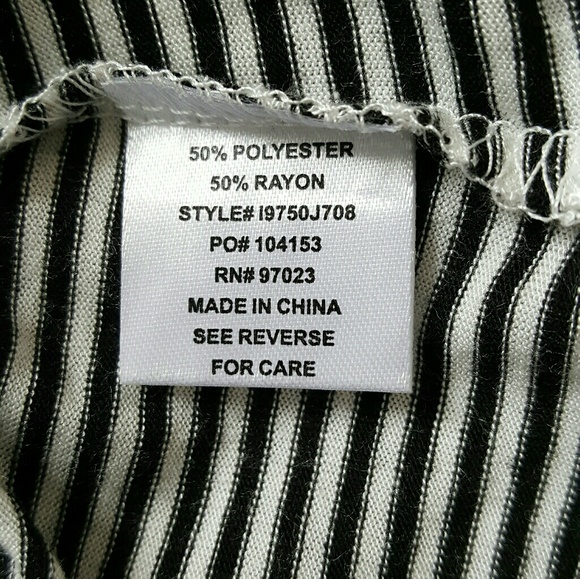 50% POLYESTER
50% RAYON
STYLE# I9750J708
PO# 104153
RN# 97023
MADE IN CHINA
SEE REVERSE
FOR CARE